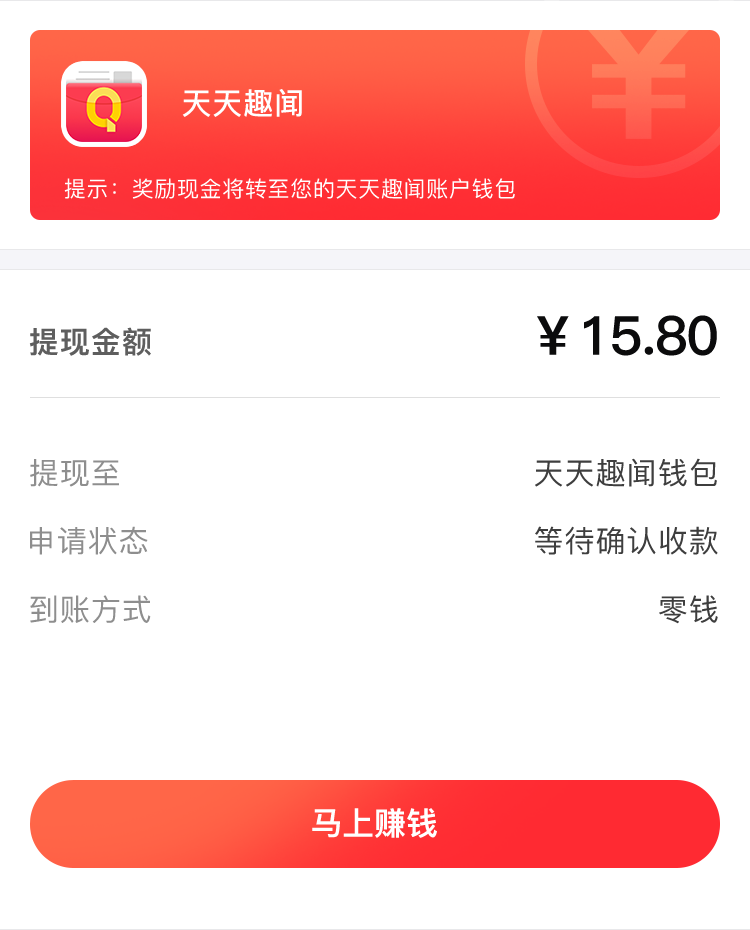 天天趣闻
提示：奖励现金将转至您的天天趣闻账户钱包
提现金额 ¥ 15.80
提现至 天天趣闻钱包
申请状态 等待确认收款
到账方式 零钱
马上赚钱